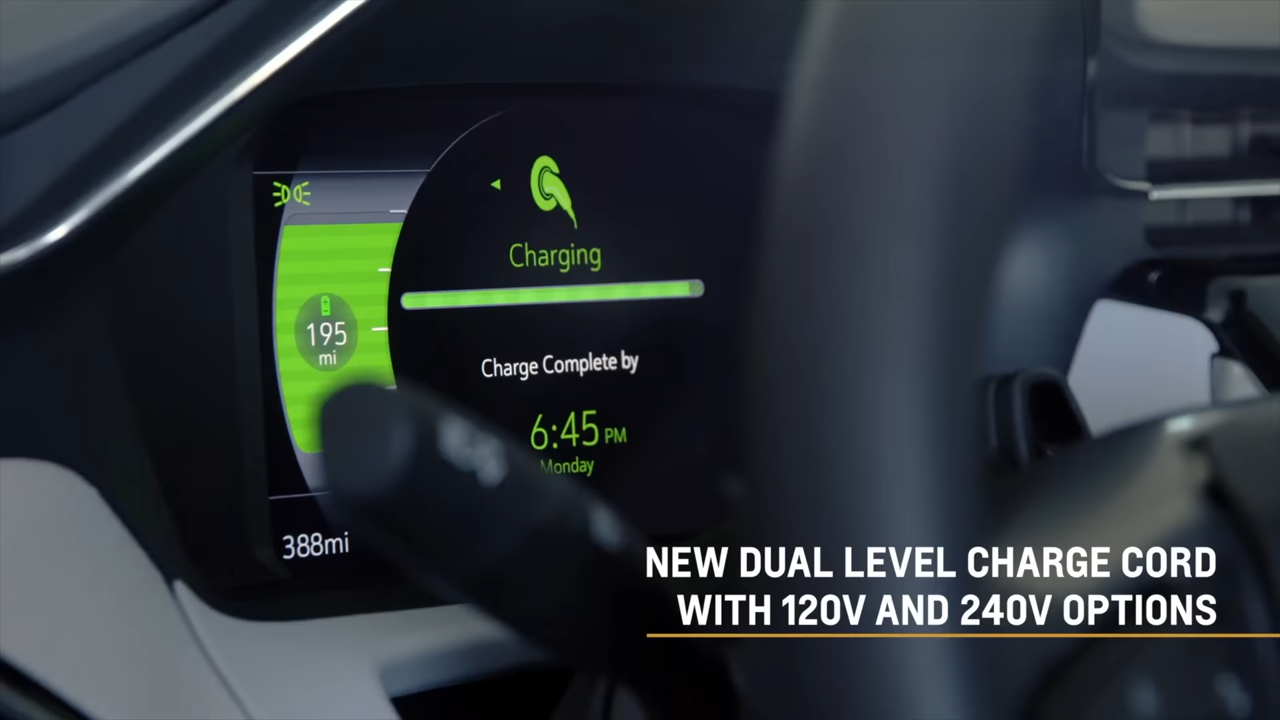 195
mi
388mi
Charging
Charge Complete by
6:45 PM
Monday
NEW DUAL LEVEL CHARGE CORD
WITH 120V AND 240V OPTIONS